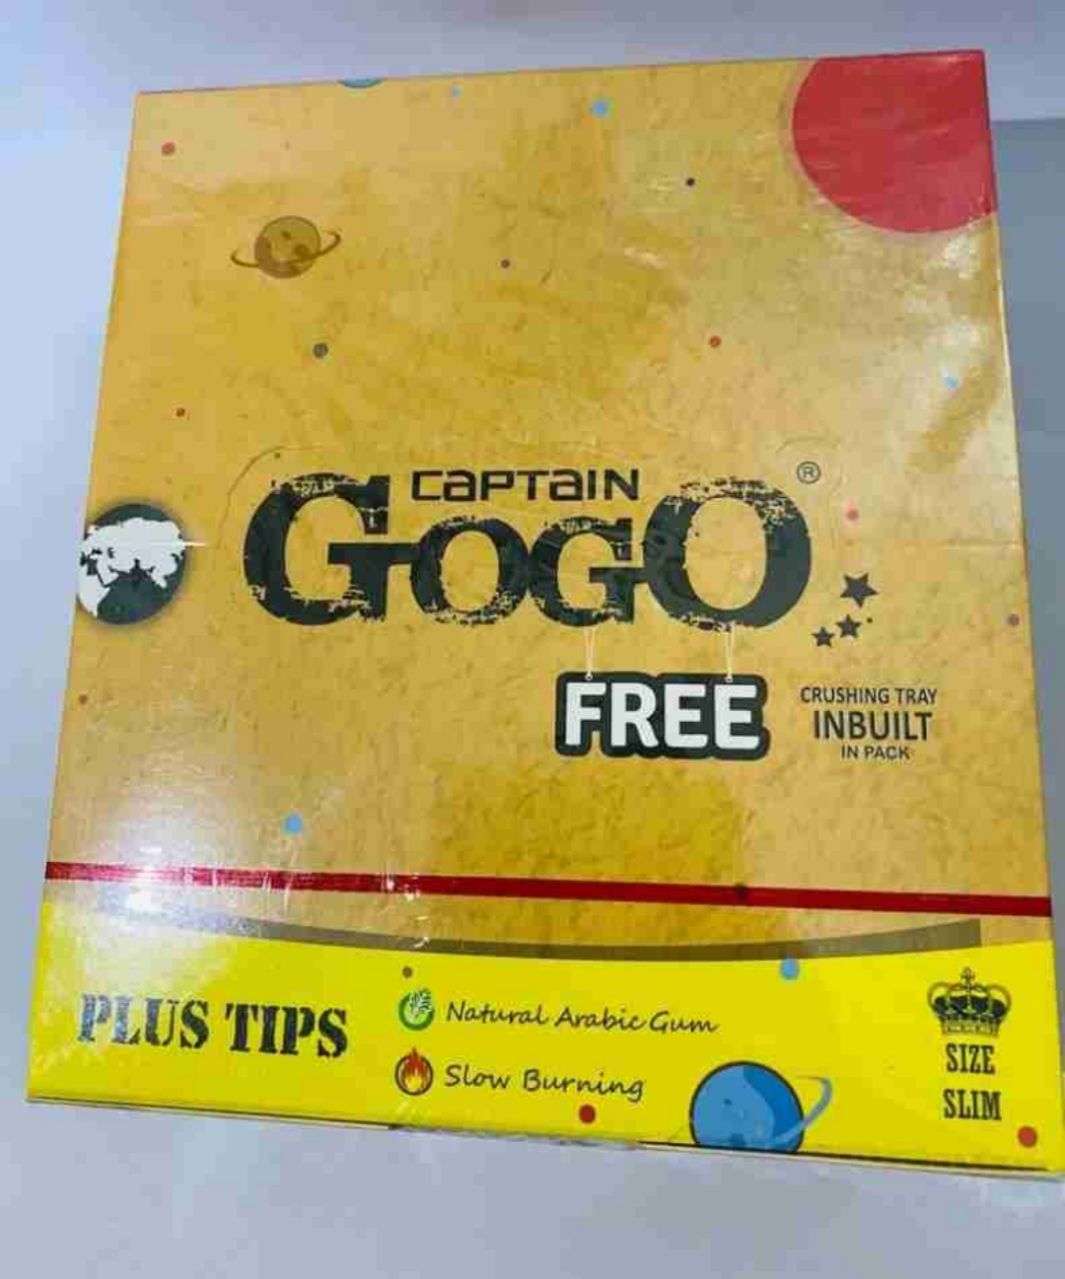 CAPTAIN
GOGO®
FREE
CRUSHING TRAY
INBUILT
IN PACK
PLUS TIPS
Natural Arabic Gum
Slow Burning
SIZE
SLIM